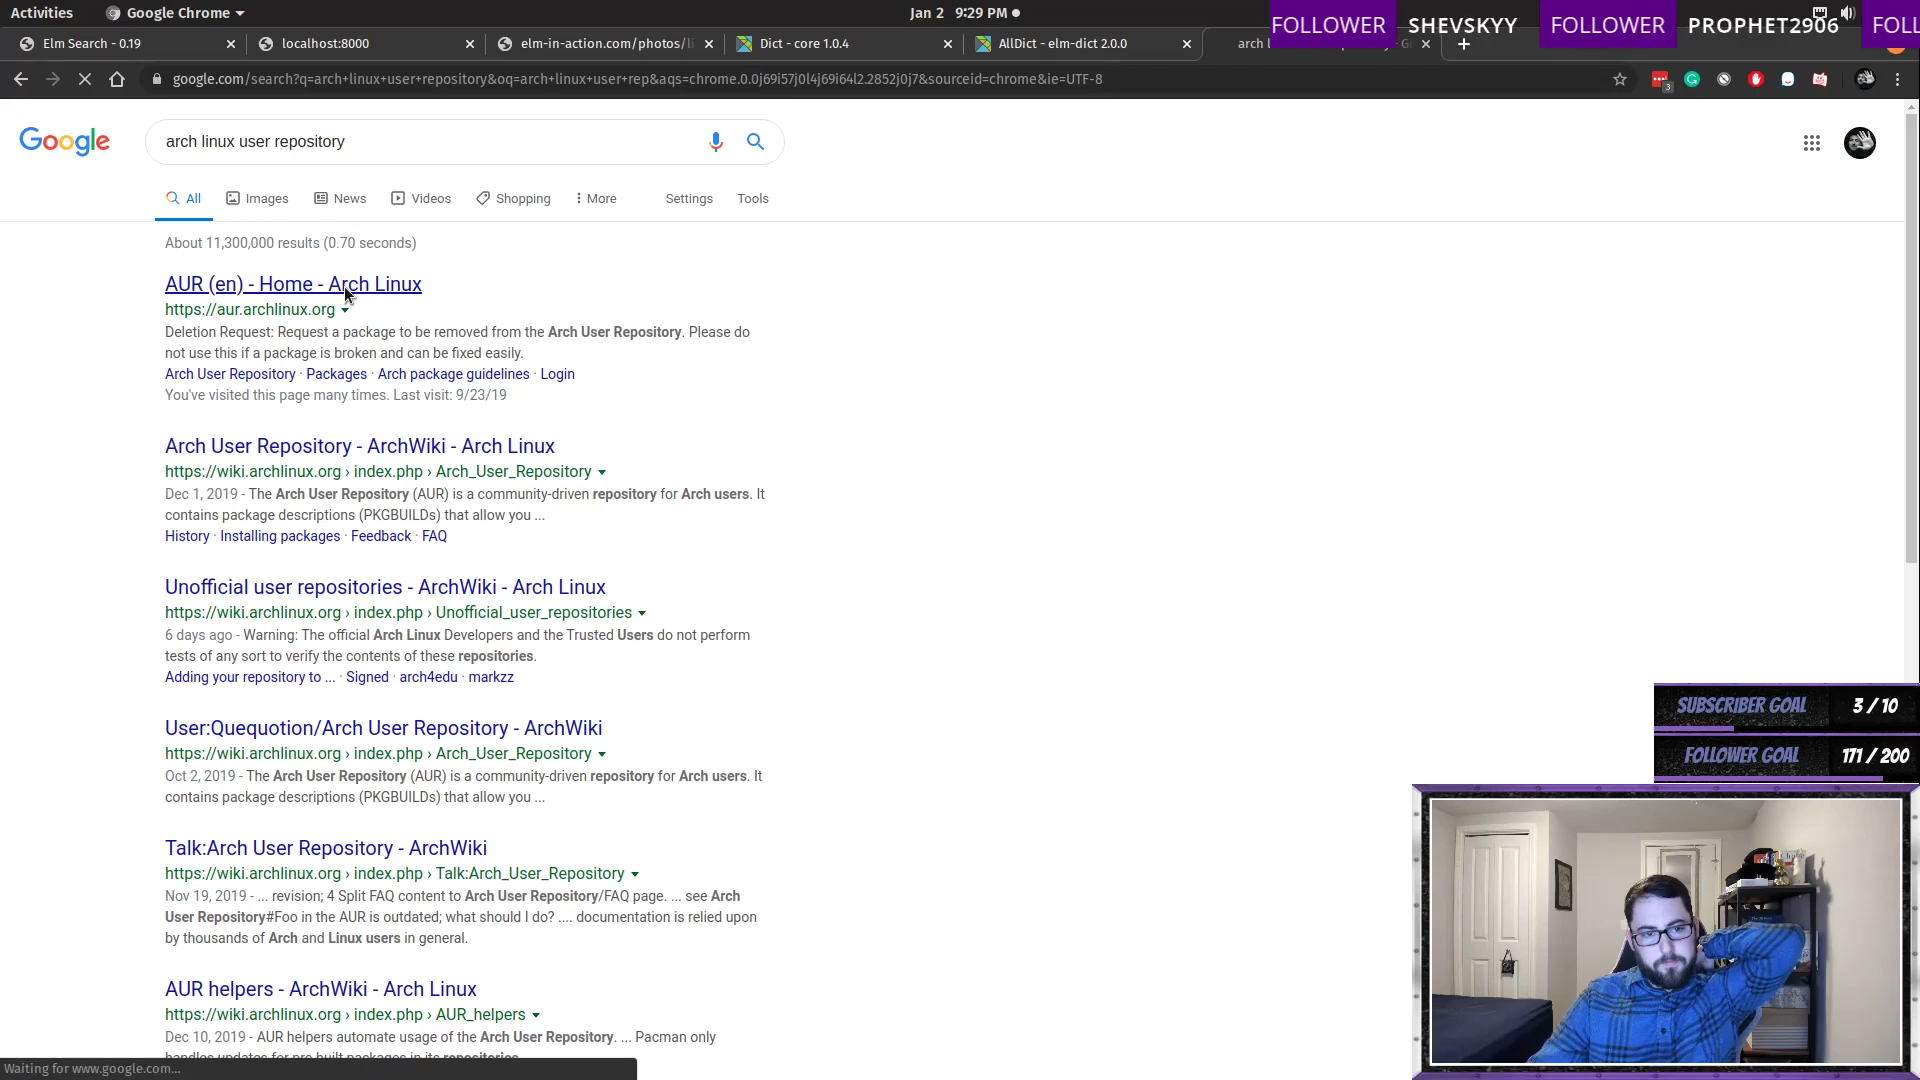 Activities
Google Chrome
Jan 2 9:29 PM
FOLLOWER SHEVSKYY FOLLOWER PROPHET2906 FOLL
Elm Search - 0.19
localhost:8000
elm-in-action.com/photos/li
Dict - core 1.0.4
AllDict - elm-dict 2.0.0
google.com/search?q=arch+linux+user+repository&oq=arch+linux+user+rep&aqs=chrome.0.0j69i57j0l4j69i64l2.2852j0j7&sourceid=chrome&ie=UTF-8
3
Google
arch linux user repository
All Images News Videos Shopping More Settings Tools
About 11,300,000 results (0.70 seconds)
AUR (en) - Home - Arch Linux
https://aur.archlinux.org
Deletion Request: Request a package to be removed from the Arch User Repository. Please do
not use this if a package is broken and can be fixed easily.
Arch User Repository · Packages · Arch package guidelines · Login
You've visited this page many times. Last visit: 9/23/19
Arch User Repository - ArchWiki - Arch Linux
https://wiki.archlinux.org › index.php › Arch_User_Repository
Dec 1, 2019 - The Arch User Repository (AUR) is a community-driven repository for Arch users. It
contains package descriptions (PKGBUILDs) that allow you ...
History · Installing packages · Feedback · FAQ
Unofficial user repositories - ArchWiki - Arch Linux
https://wiki.archlinux.org › index.php › Unofficial_user_repositories
6 days ago - Warning: The official Arch Linux Developers and the Trusted Users do not perform
tests of any sort to verify the contents of these repositories.
Adding your repository to ... · Signed · arch4edu · markzz
User:Quequotion/Arch User Repository - ArchWiki
https://wiki.archlinux.org › index.php › Arch_User_Repository
Oct 2, 2019 - The Arch User Repository (AUR) is a community-driven repository for Arch users. It
contains package descriptions (PKGBUILDs) that allow you ...
Talk:Arch User Repository - ArchWiki
https://wiki.archlinux.org › index.php › Talk:Arch_User_Repository
Nov 19, 2019 - ... revision; 4 Split FAQ content to Arch User Repository/FAQ page. ... see Arch
User Repository#Foo in the AUR is outdated; what should I do? .... documentation is relied upon
by thousands of Arch and Linux users in general.
AUR helpers - ArchWiki - Arch Linux
https://wiki.archlinux.org › index.php › AUR_helpers
Dec 10, 2019 - AUR helpers automate usage of the Arch User Repository. ... Pacman only
handles updates for pre-built packages in its repositories.
Waiting for www.google.com...
SUBSCRIBER GOAL 3 / 10
FOLLOWER GOAL 171 / 200